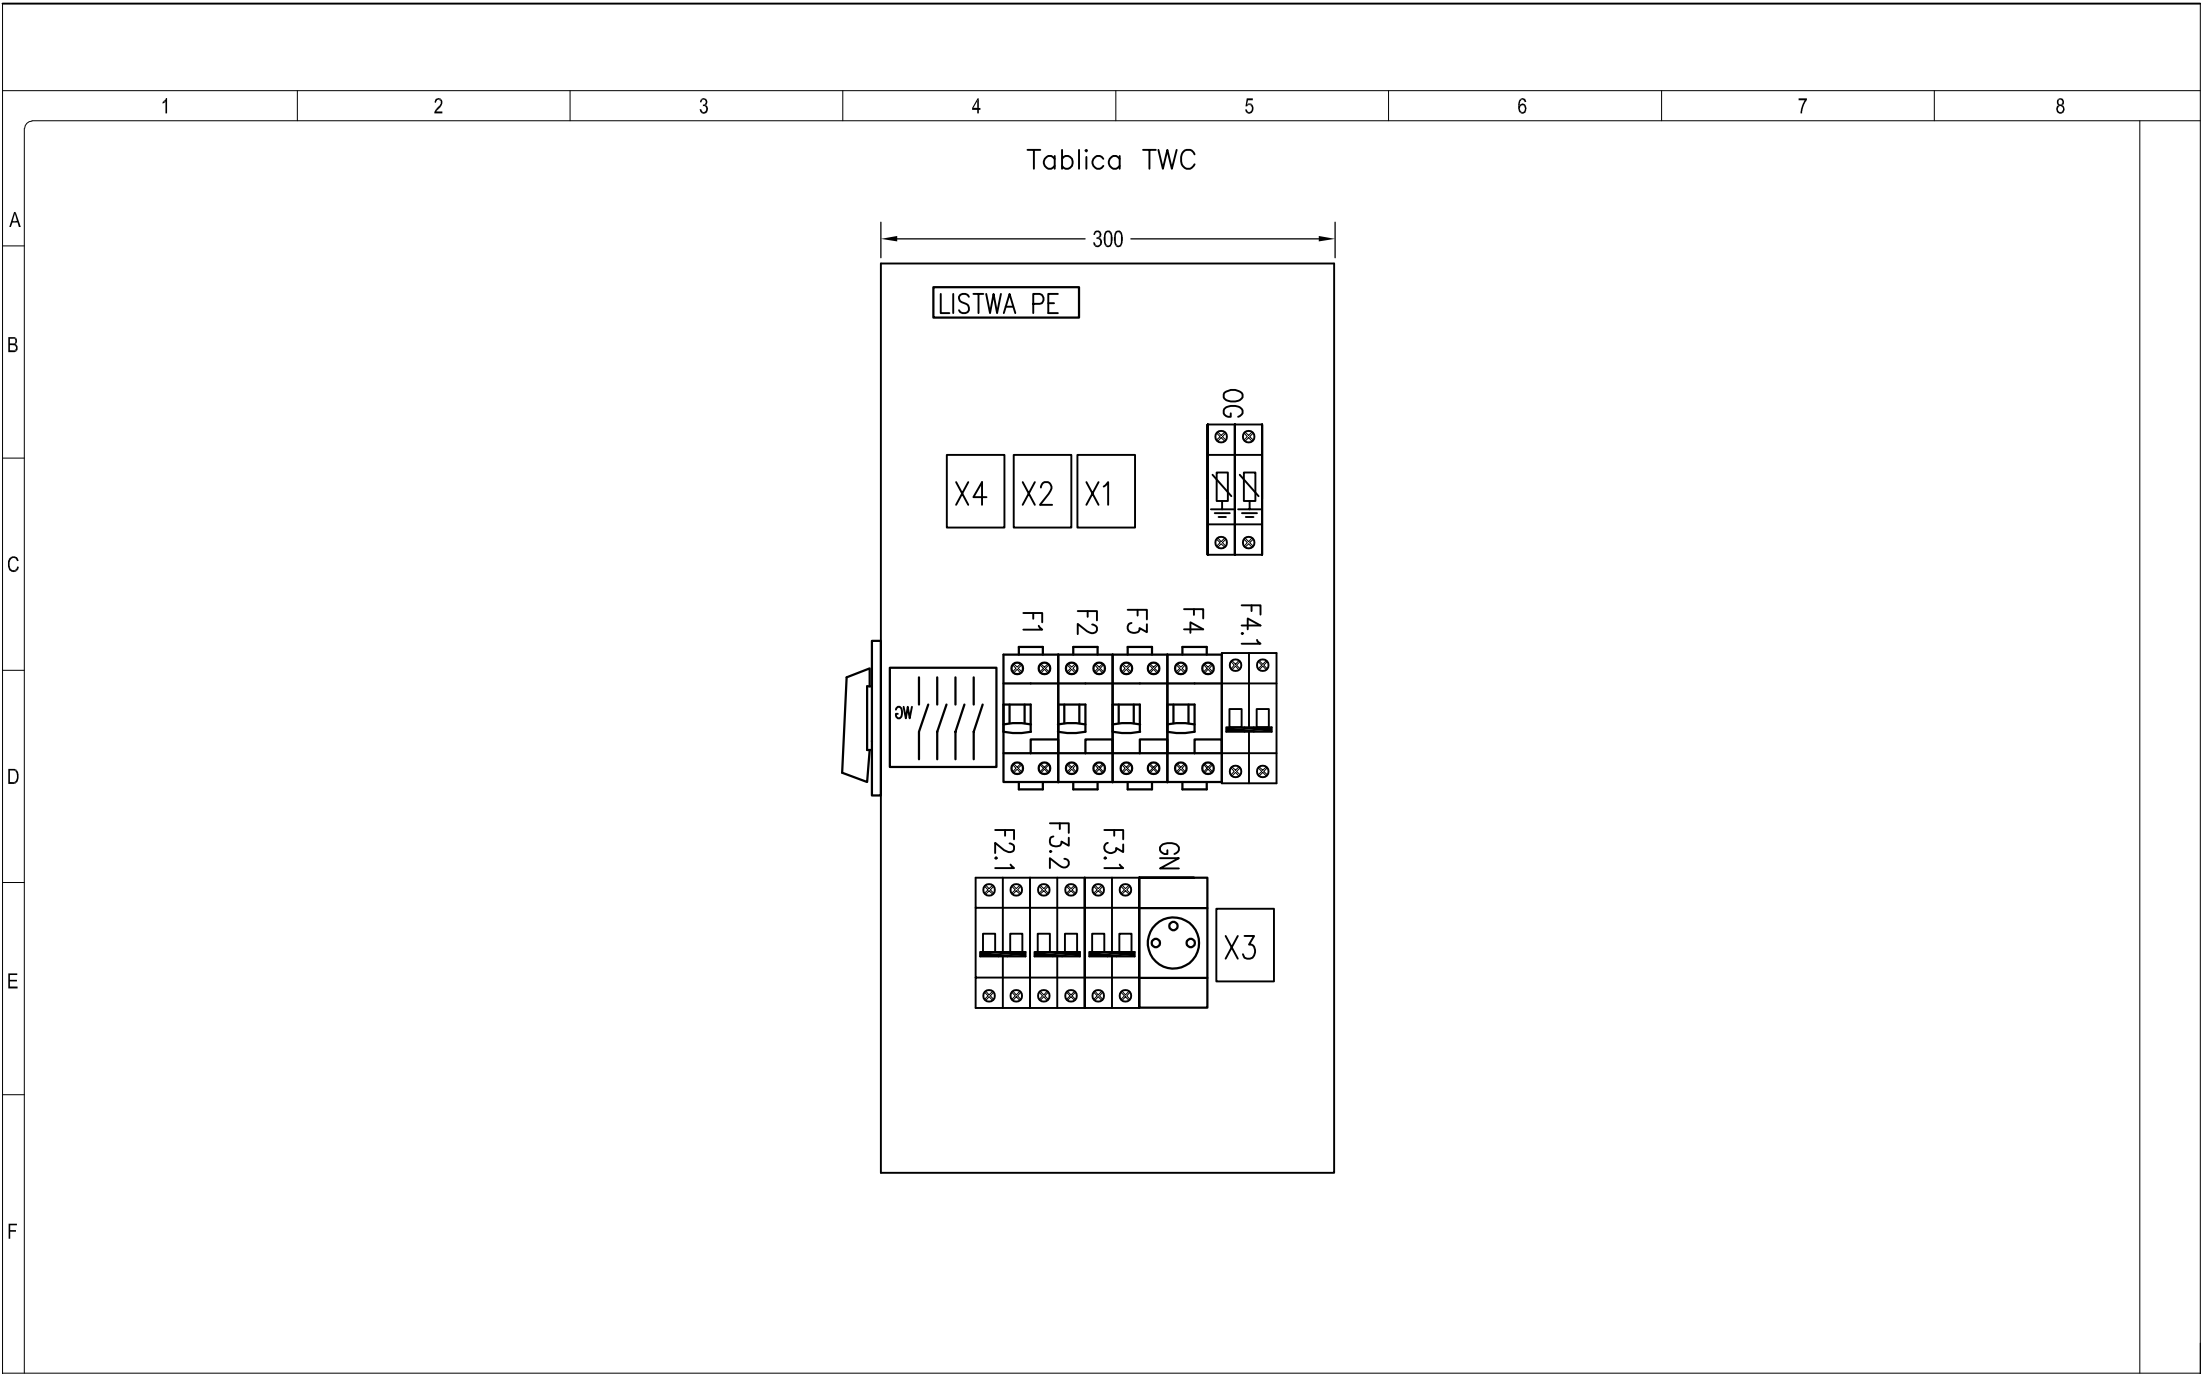 1 2 3 4 5 6 7 8
Tablica TWC
A
300
LISTWA PE
B
OG
X4 X2 X1
C
F1 F2 F3 F4 F4.1
WG
D
F2.1 F3.2 F3.1 GN
X3
E
F